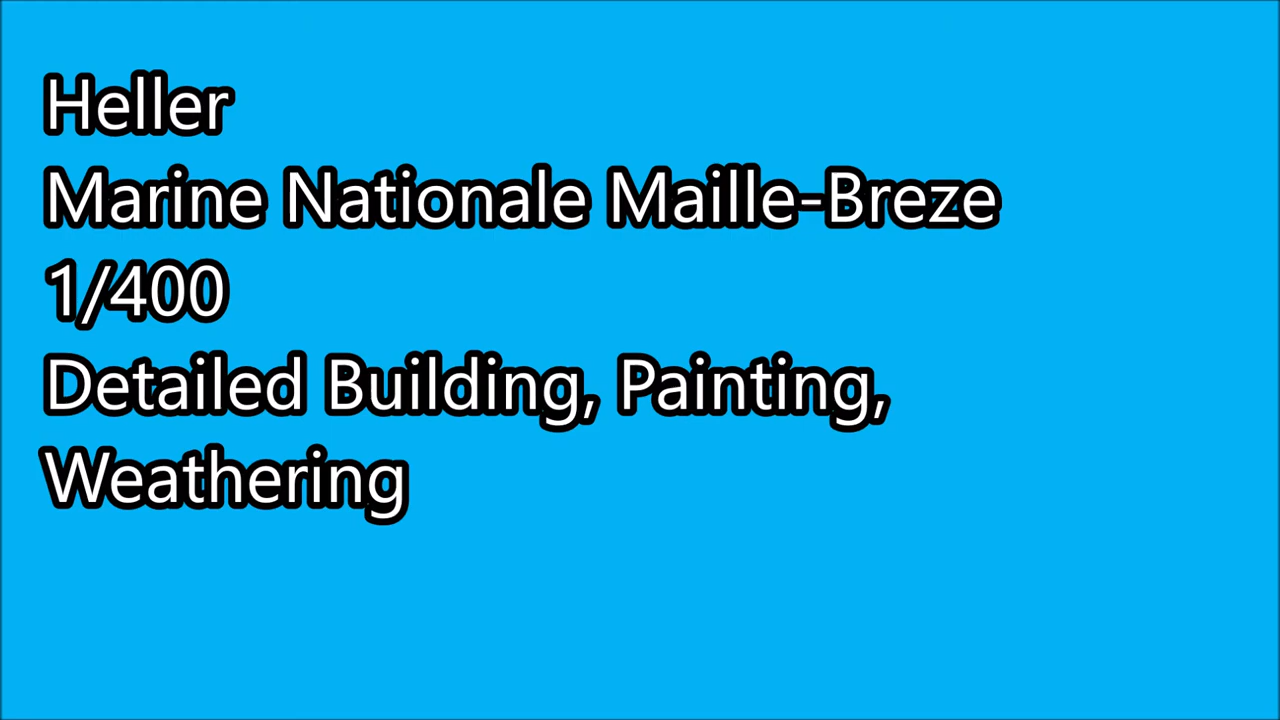 Heller
Marine Nationale Maille-Breze
1/400
Detailed Building, Painting,
Weathering